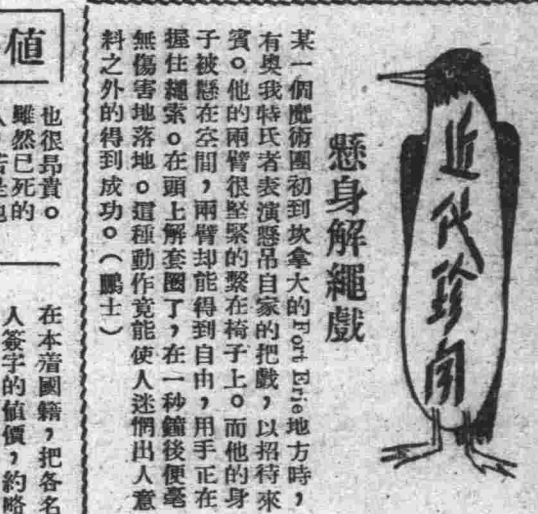 近代珍聞
懸身解繩戲
某一個魔術團初到坎拿大的Fort Erie地方時,
有奧我特氏者表演懸吊自家的把戲,以招待來
賓。他的兩臂很堅緊的繫在椅子上。而他的身
子被懸在空間,兩臂却能得到自由,用手正在
握住繩索。在頭上解套圈了,在一秒鐘後便毫
無傷害地落地。這種動作竟能使人迷惘出人意
料之外的得到成功。(鵬士)
值
也很昂貴。
雖然已死的
在本着國籍,把各名
人簽字的值價,約略